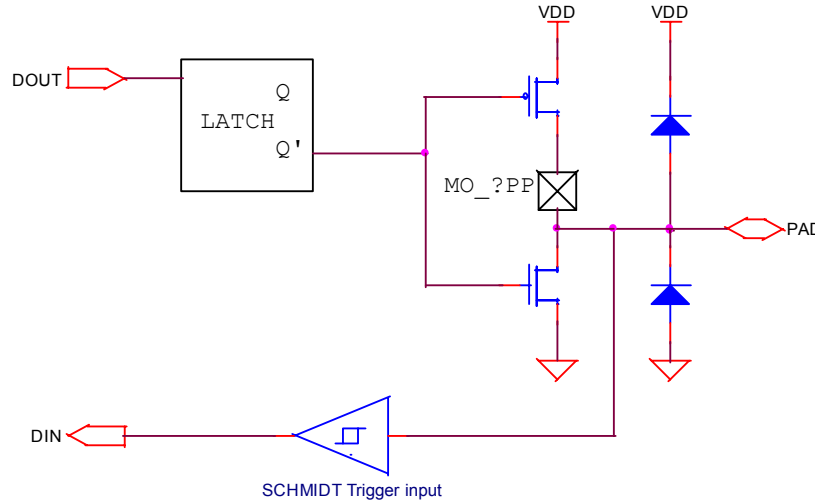 VDD
VDD
DOUT
Q
LATCH
Q'
MO_?PP
PAD
DIN
SCHMIDT Trigger input